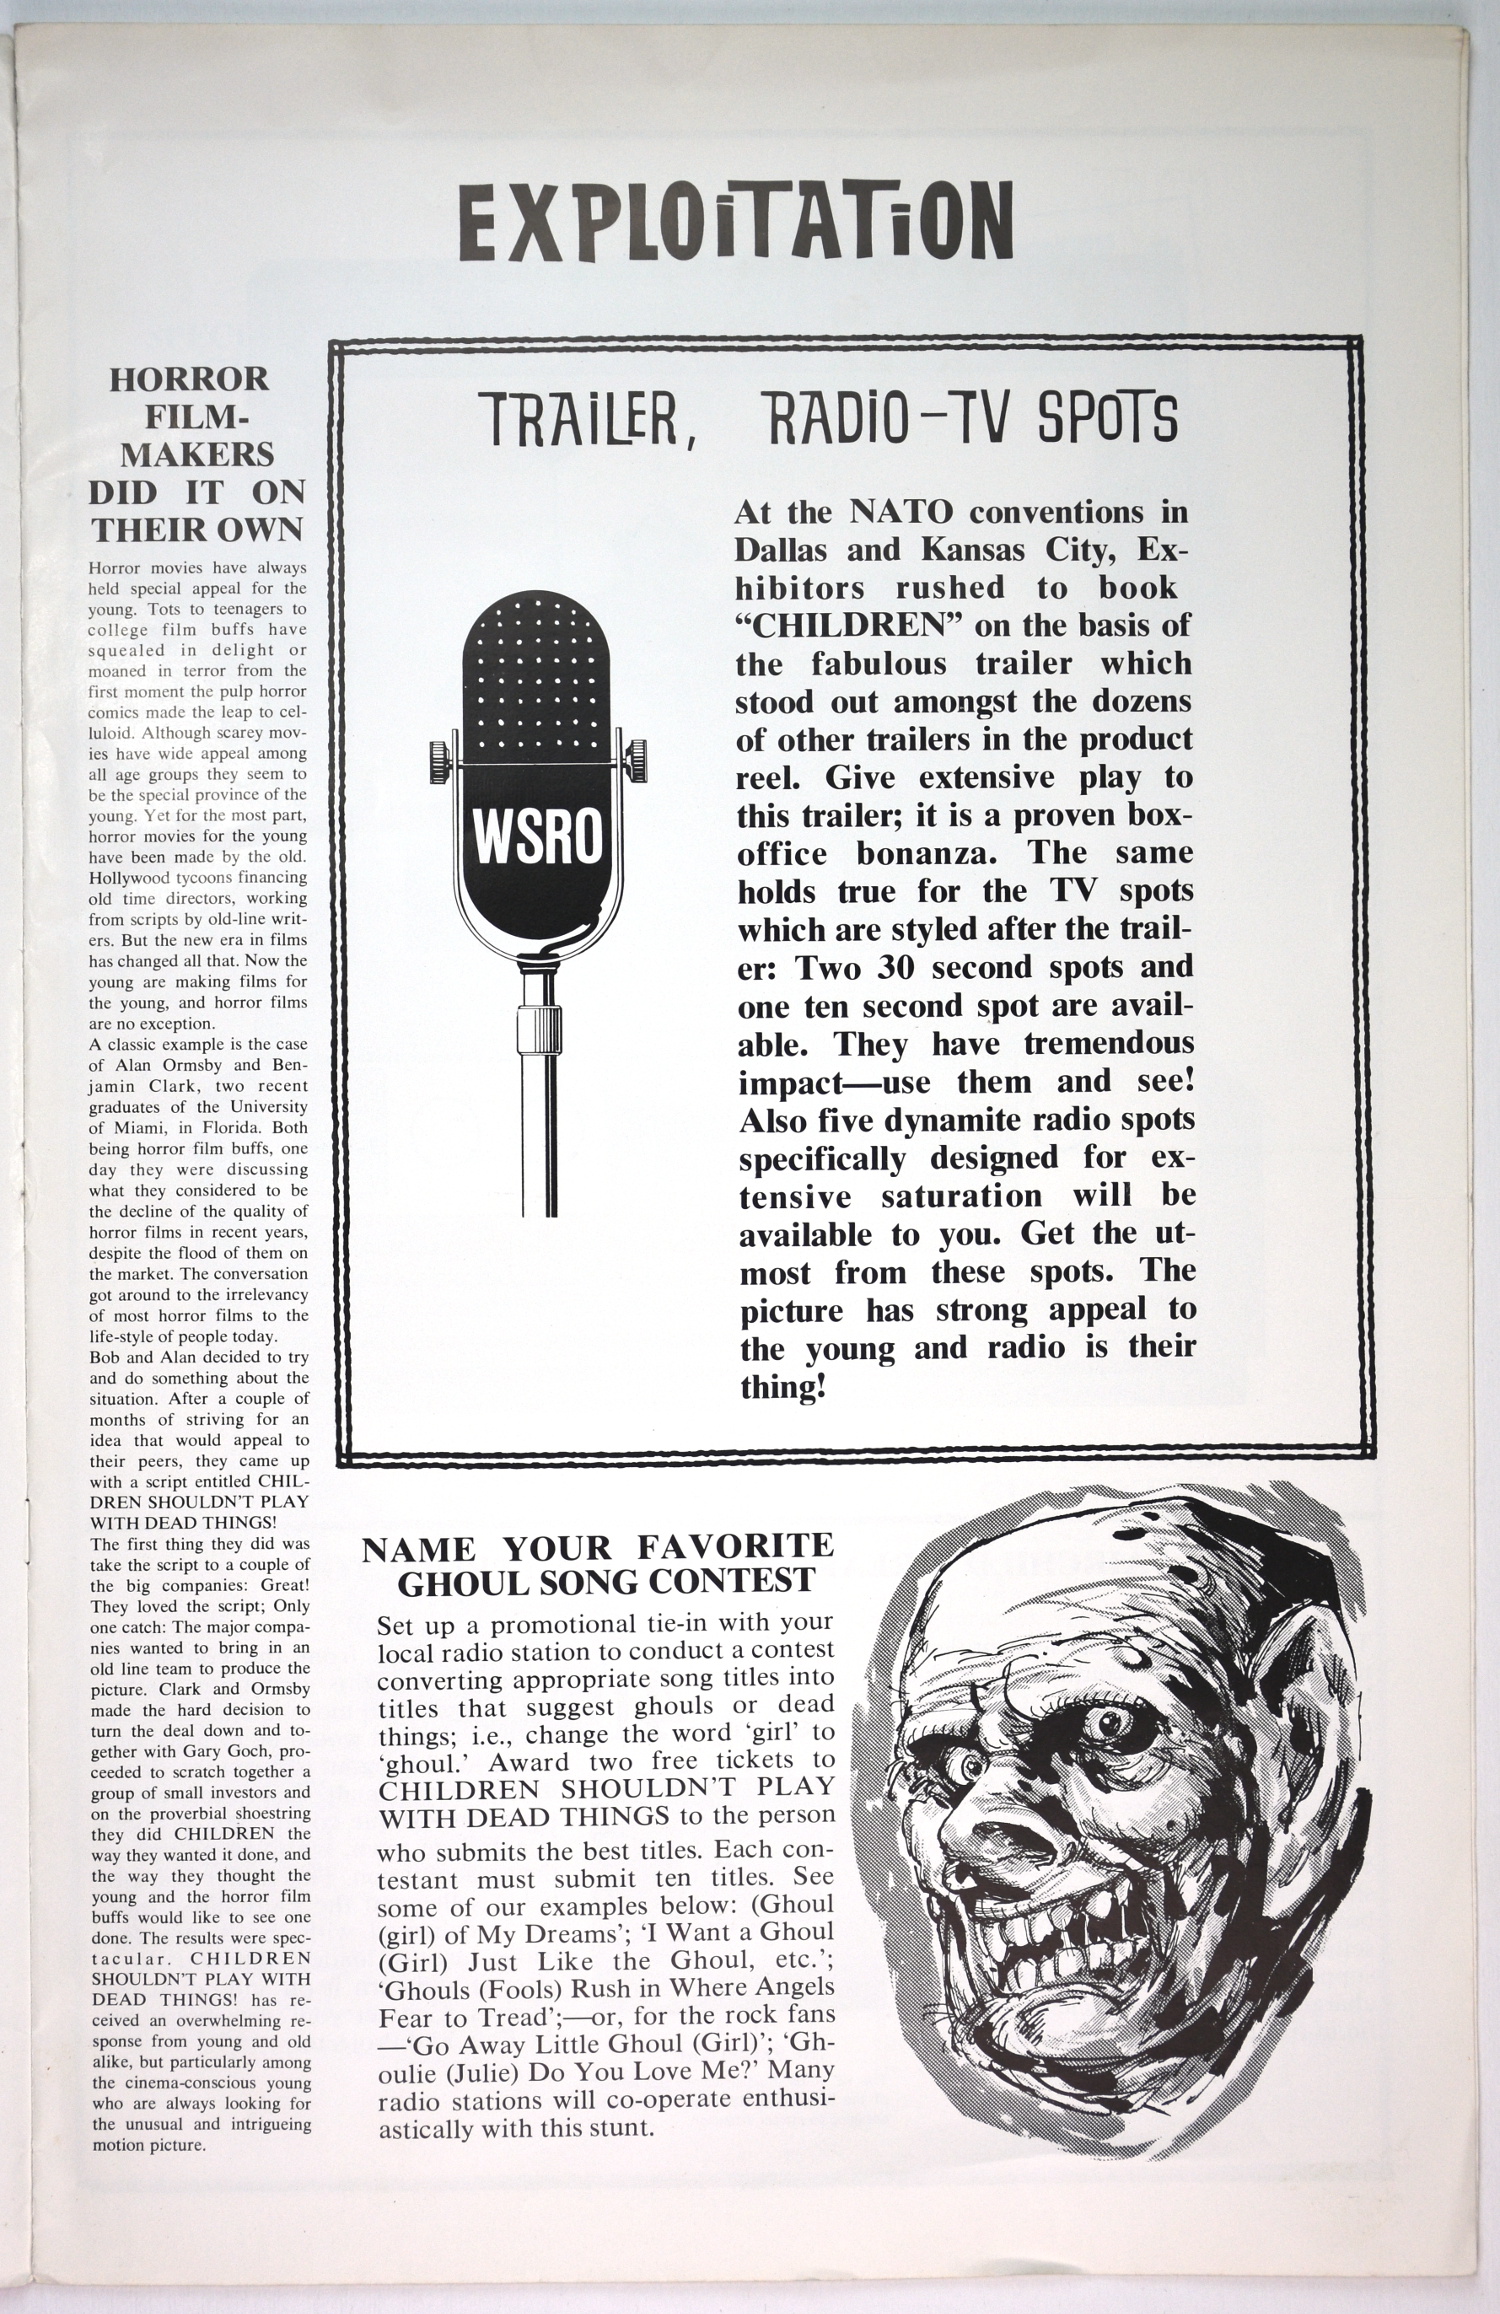 EXPLOiTATiON
HORROR
FILM-
MAKERS
DID IT ON
THEIR OWN
Horror movies have always
held special appeal for the
young. Tots to teenagers to
college film buffs have
squealed in delight or
moaned in terror from the
first moment the pulp horror
comics made the leap to cel-
luloid. Although scarey mov-
ies have wide appeal among
all age groups they seem to
be the special province of the
young. Yet for the most part,
horror movies for the young
have been made by the old.
Hollywood tycoons financing
old time directors, working
from scripts by old-line writ-
ers. But the new era in films
has changed all that. Now the
young are making films for
the young, and horror films
are no exception.
A classic example is the case
of Alan Ormsby and Ben-
jamin Clark, two recent
graduates of the University
of Miami, in Florida. Both
being horror film buffs, one
day they were discussing
what they considered to be
the decline of the quality of
horror films in recent years,
despite the flood of them on
the market. The conversation
got around to the irrelevancy
of most horror films to the
life-style of people today.
Bob and Alan decided to try
and do something about the
situation. After a couple of
months of striving for an
idea that would appeal to
their peers, they came up
with a script entitled CHIL-
DREN SHOULDN'T PLAY
WITH DEAD THINGS!
The first thing they did was
take the script to a couple of
the big companies: Great!
They loved the script; Only
one catch: The major compa-
nies wanted to bring in an
old line team to produce the
picture. Clark and Ormsby
made the hard decision to
turn the deal down and to-
gether with Gary Goch, pro-
ceeded to scratch together a
group of small investors and
on the proverbial shoestring
they did CHILDREN the
way they wanted it done, and
the way they thought the
young and the horror film
buffs would like to see one
done. The results were spec-
tacular. CHILDREN
SHOULDN'T PLAY WITH
DEAD THINGS! has re-
ceived an overwhelming re-
sponse from young and old
alike, but particularly among
the cinema-conscious young
who are always looking for
the unusual and intrigueing
motion picture.
TRAiLER, RADiO-TV SPOTS
WSRO
At the NATO conventions in
Dallas and Kansas City, Ex-
hibitors rushed to book
“CHILDREN” on the basis of
the fabulous trailer which
stood out amongst the dozens
of other trailers in the product
reel. Give extensive play to
this trailer; it is a proven box-
office bonanza. The same
holds true for the TV spots
which are styled after the trail-
er: Two 30 second spots and
one ten second spot are avail-
able. They have tremendous
impact—use them and see!
Also five dynamite radio spots
specifically designed for ex-
tensive saturation will be
available to you. Get the ut-
most from these spots. The
picture has strong appeal to
the young and radio is their
thing!
NAME YOUR FAVORITE
GHOUL SONG CONTEST
Set up a promotional tie-in with your
local radio station to conduct a contest
converting appropriate song titles into
titles that suggest ghouls or dead
things; i.e., change the word ‘girl’ to
‘ghoul.’ Award two free tickets to
CHILDREN SHOULDN'T PLAY
WITH DEAD THINGS to the person
who submits the best titles. Each con-
testant must submit ten titles. See
some of our examples below: (Ghoul
(girl) of My Dreams’; ‘I Want a Ghoul
(Girl) Just Like the Ghoul, etc.’;
‘Ghouls (Fools) Rush in Where Angels
Fear to Tread’;—or, for the rock fans
—‘Go Away Little Ghoul (Girl)’; ‘Gh-
oulie (Julie) Do You Love Me?’ Many
radio stations will co-operate enthusi-
astically with this stunt.